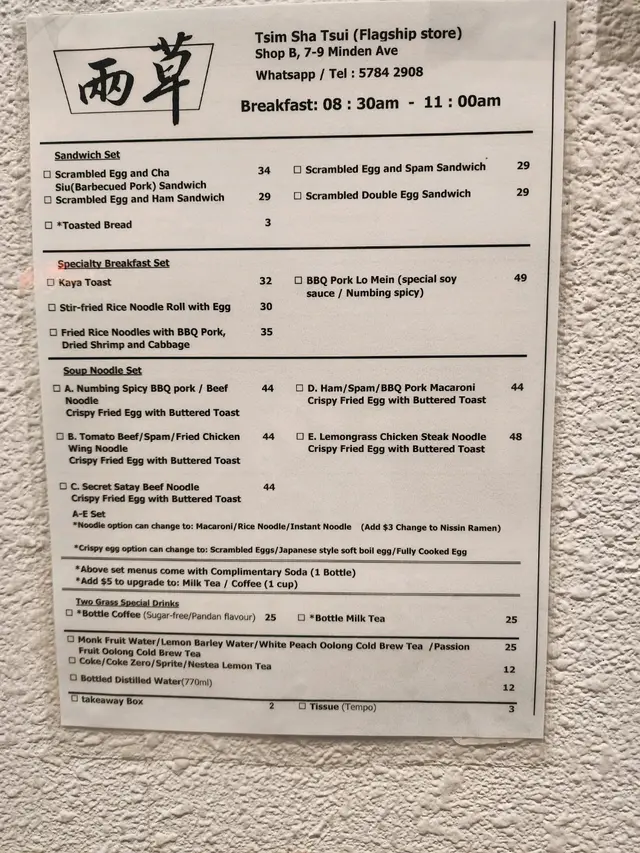 兩草
Tsim Sha Tsui (Flagship store)
Shop B, 7-9 Minden Ave
Whatsapp / Tel : 5784 2908
Breakfast: 08 : 30am - 11 : 00am
Sandwich Set
☐ Scrambled Egg and Cha 34 ☐ Scrambled Egg and Spam Sandwich 29
Siu(Barbecued Pork) Sandwich
☐ Scrambled Egg and Ham Sandwich 29 ☐ Scrambled Double Egg Sandwich 29
☐ *Toasted Bread 3
Specialty Breakfast Set
☐ Kaya Toast 32 ☐ BBQ Pork Lo Mein (special soy 49
sauce / Numbing spicy)
☐ Stir-fried Rice Noodle Roll with Egg 30
☐ Fried Rice Noodles with BBQ Pork, 35
Dried Shrimp and Cabbage
Soup Noodle Set
☐ A. Numbing Spicy BBQ pork / Beef 44 ☐ D. Ham/Spam/BBQ Pork Macaroni 44
Noodle Crispy Fried Egg with Buttered Toast
Crispy Fried Egg with Buttered Toast
☐ B. Tomato Beef/Spam/Fried Chicken 44 ☐ E. Lemongrass Chicken Steak Noodle 48
Wing Noodle Crispy Fried Egg with Buttered Toast
Crispy Fried Egg with Buttered Toast
☐ C. Secret Satay Beef Noodle 44
Crispy Fried Egg with Buttered Toast
A-E Set
*Noodle option can change to: Macaroni/Rice Noodle/Instant Noodle (Add $3 Change to Nissin Ramen)
*Crispy egg option can change to: Scrambled Eggs/Japanese style soft boil egg/Fully Cooked Egg
*Above set menus come with Complimentary Soda (1 Bottle)
*Add $5 to upgrade to: Milk Tea / Coffee (1 cup)
Two Grass Special Drinks
☐ *Bottle Coffee (Sugar-free/Pandan flavour) 25 ☐ *Bottle Milk Tea 25
☐ Monk Fruit Water/Lemon Barley Water/White Peach Oolong Cold Brew Tea /Passion 25
Fruit Oolong Cold Brew Tea
☐ Coke/Coke Zero/Sprite/Nestea Lemon Tea 12
☐ Bottled Distilled Water(770ml) 12
☐ takeaway Box 2 ☐ Tissue (Tempo) 3